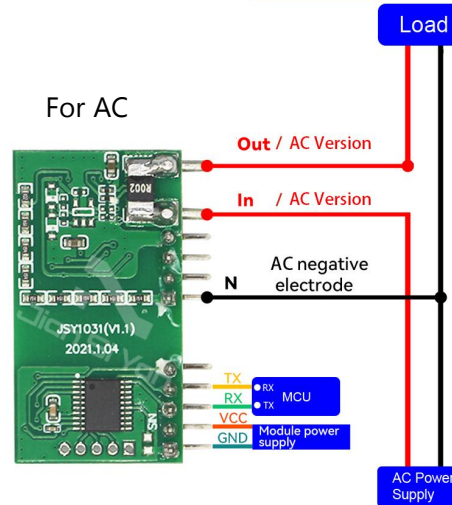 Load
For AC
Out / AC Version
In / AC Version
R002
N
AC negative
electrode
JSY1031(V1.1)
2021.1.04
TX
RX
VCC
GND
RX
TX
MCU
Module power
supply
NS
AC Power
Supply